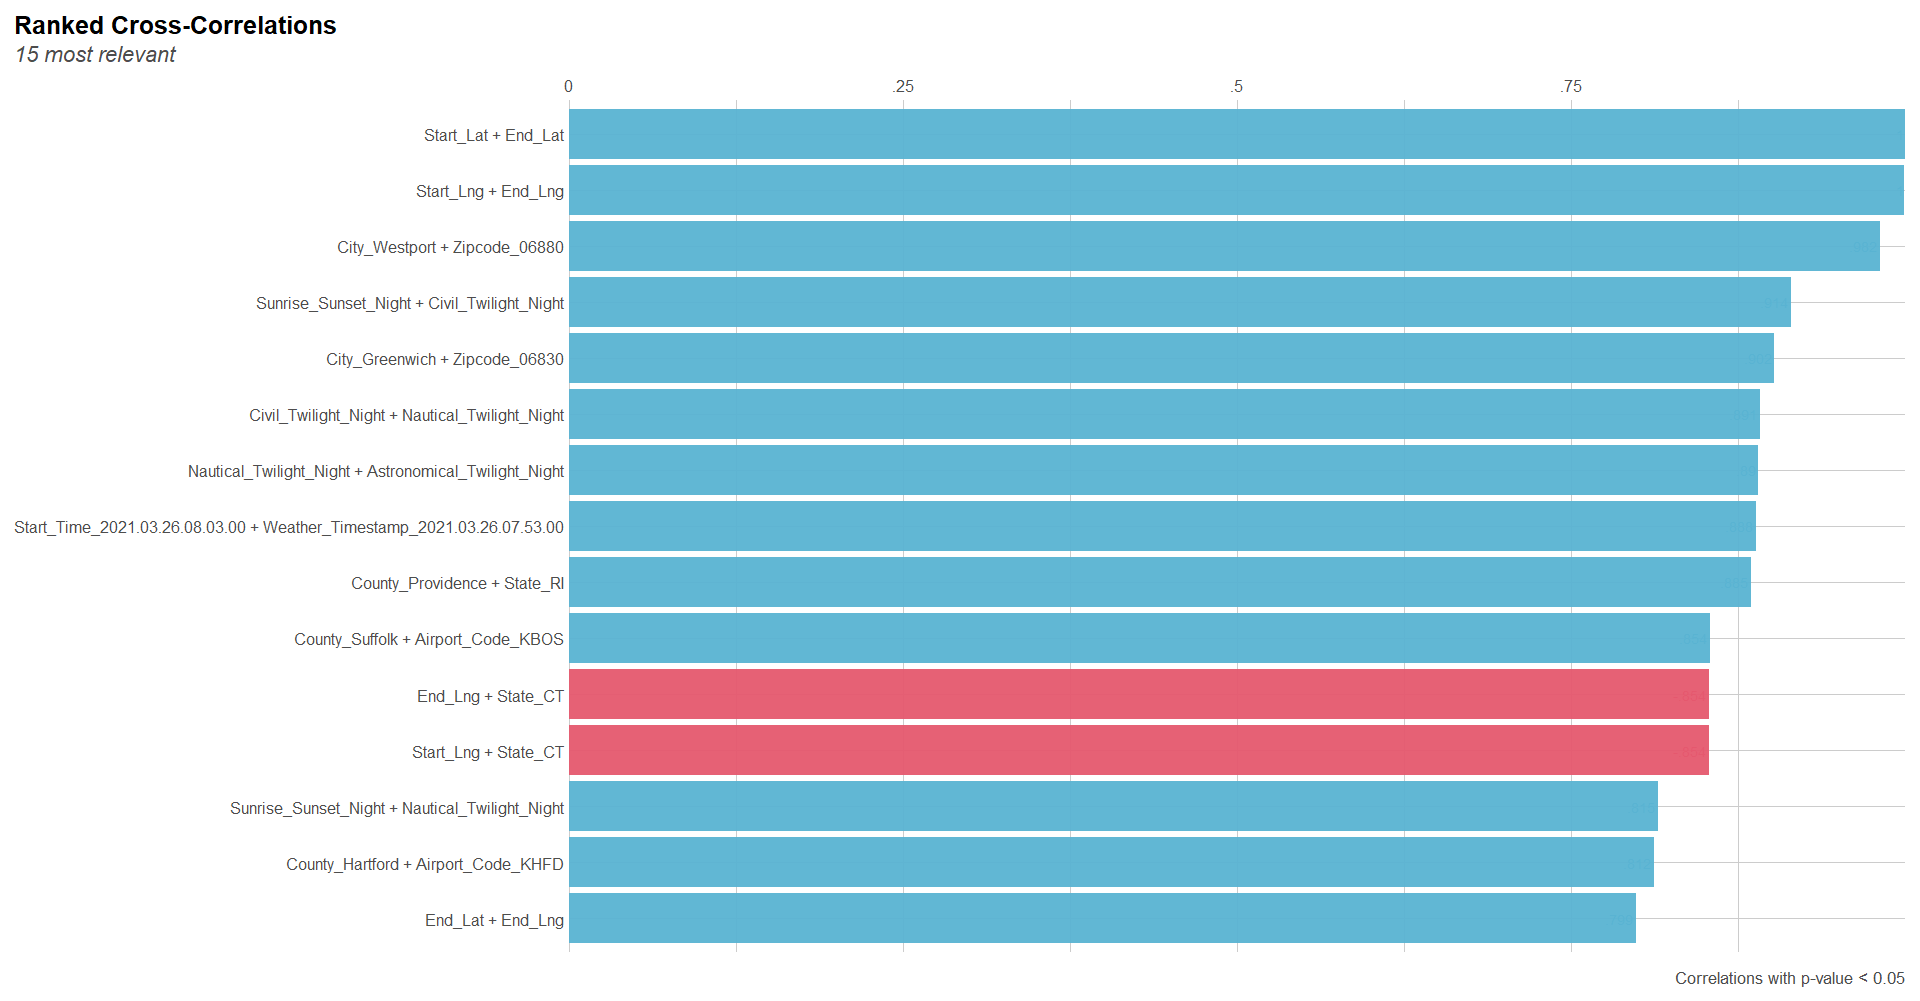 Ranked Cross-Correlations
15 most relevant
0 .25 .5 .75
Start_Lat + End_Lat
Start_Lng + End_Lng
City_Westport + Zipcode_06880
Sunrise_Sunset_Night + Civil_Twilight_Night
City_Greenwich + Zipcode_06830
Civil_Twilight_Night + Nautical_Twilight_Night
Nautical_Twilight_Night + Astronomical_Twilight_Night
Start_Time_2021.03.26.08.03.00 + Weather_Timestamp_2021.03.26.07.53.00
County_Providence + State_RI
County_Suffolk + Airport_Code_KBOS
End_Lng + State_CT
Start_Lng + State_CT
Sunrise_Sunset_Night + Nautical_Twilight_Night
County_Hartford + Airport_Code_KHFD
End_Lat + End_Lng
Correlations with p-value < 0.05